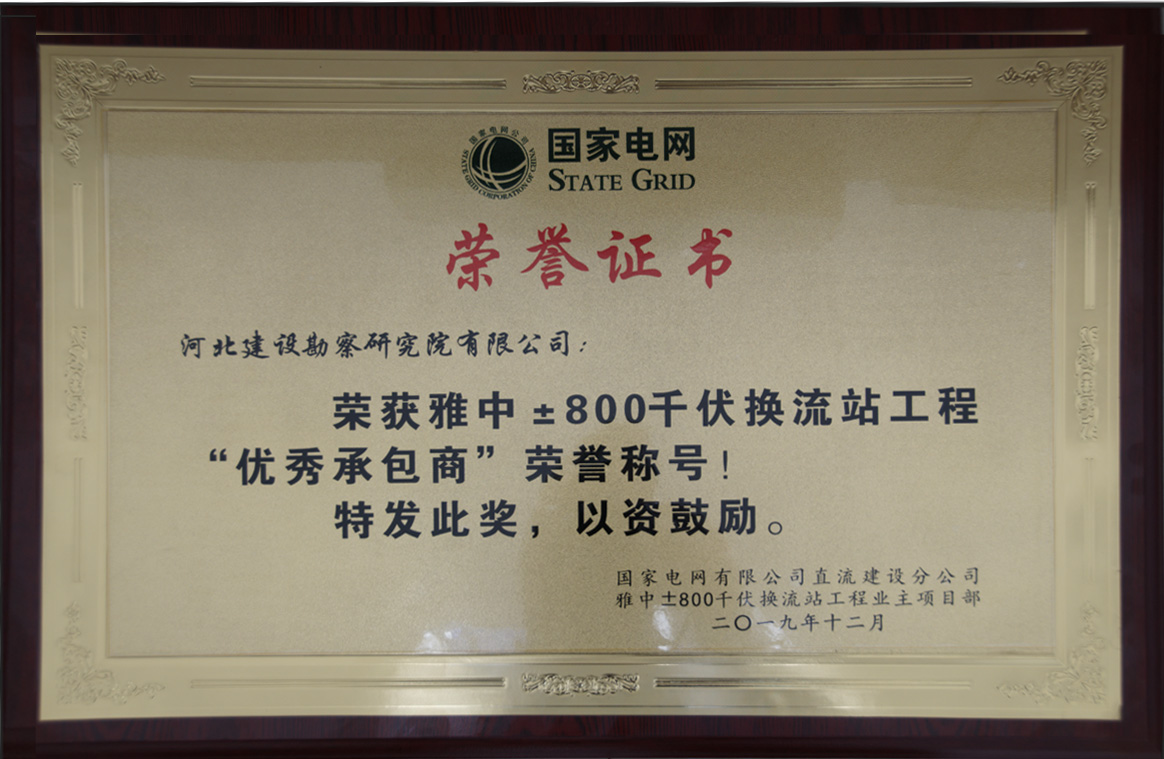 国家电网公司
STATE GRID CORPORATION OF CHINA
国家电网
STATE GRID
荣誉证书
河北建设勘察研究院有限公司：
荣获雅中±800千伏换流站工程
“优秀承包商”荣誉称号！
特发此奖，以资鼓励。
国家电网有限公司直流建设分公司
雅中±800千伏换流站工程业主项目部
二〇一九年十二月